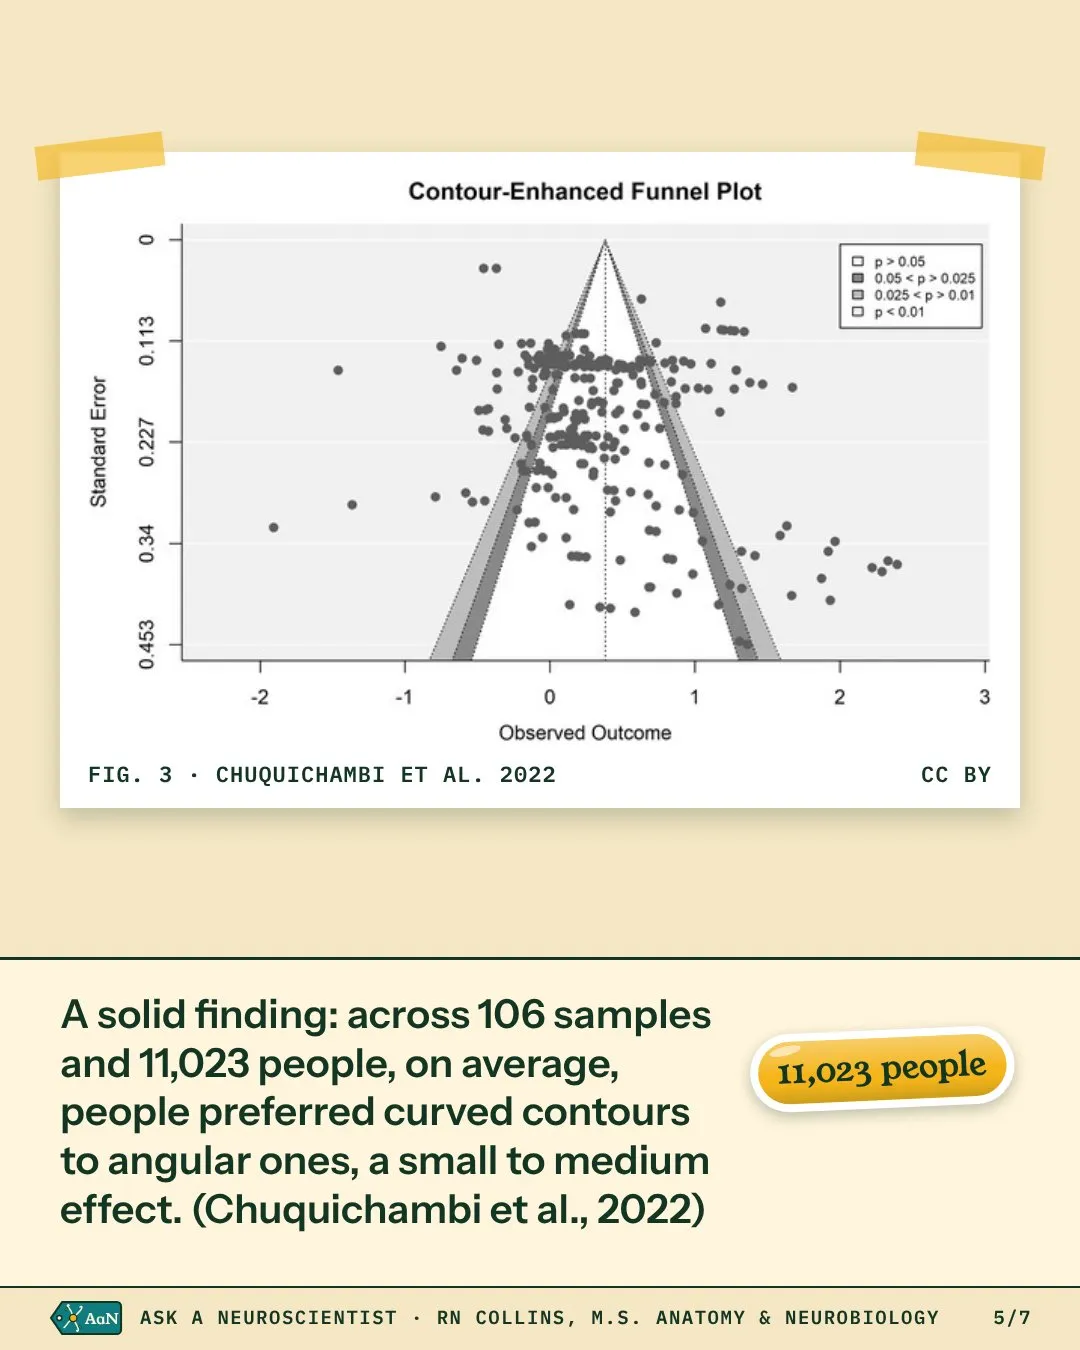 Contour-Enhanced Funnel Plot
p > 0.05
0.05 < p > 0.025
0.025 < p > 0.01
p < 0.01
Standard Error
0
0.113
0.227
0.34
0.453
-2
-1
0
1
2
3
Observed Outcome
FIG. 3 · CHUQUICHAMBI ET AL. 2022
CC BY
A solid finding: across 106 samples
and 11,023 people, on average,
people preferred curved contours
to angular ones, a small to medium
effect. (Chuquichambi et al., 2022)
11,023 people
AaN
ASK A NEUROSCIENTIST · RN COLLINS, M.S. ANATOMY & NEUROBIOLOGY
5/7